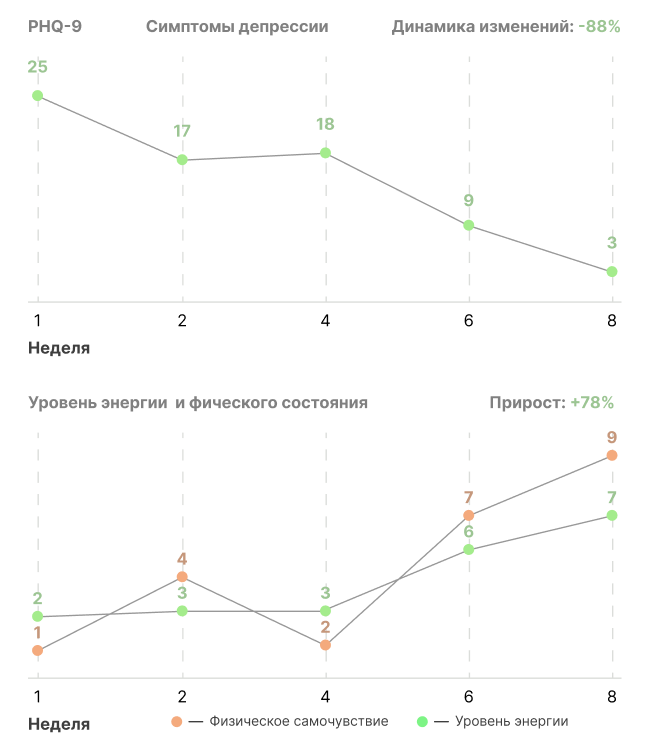 PHQ-9 Симптомы депрессии Динамика изменений: -88%
25
17
18
9
3
1 2 4 6 8
Неделя
Уровень энергии и фического состояния Прирост: +78%
9
7
7
6
4
3
3
2
2
1
1 2 4 6 8
Неделя — Физическое самочувствие — Уровень энергии